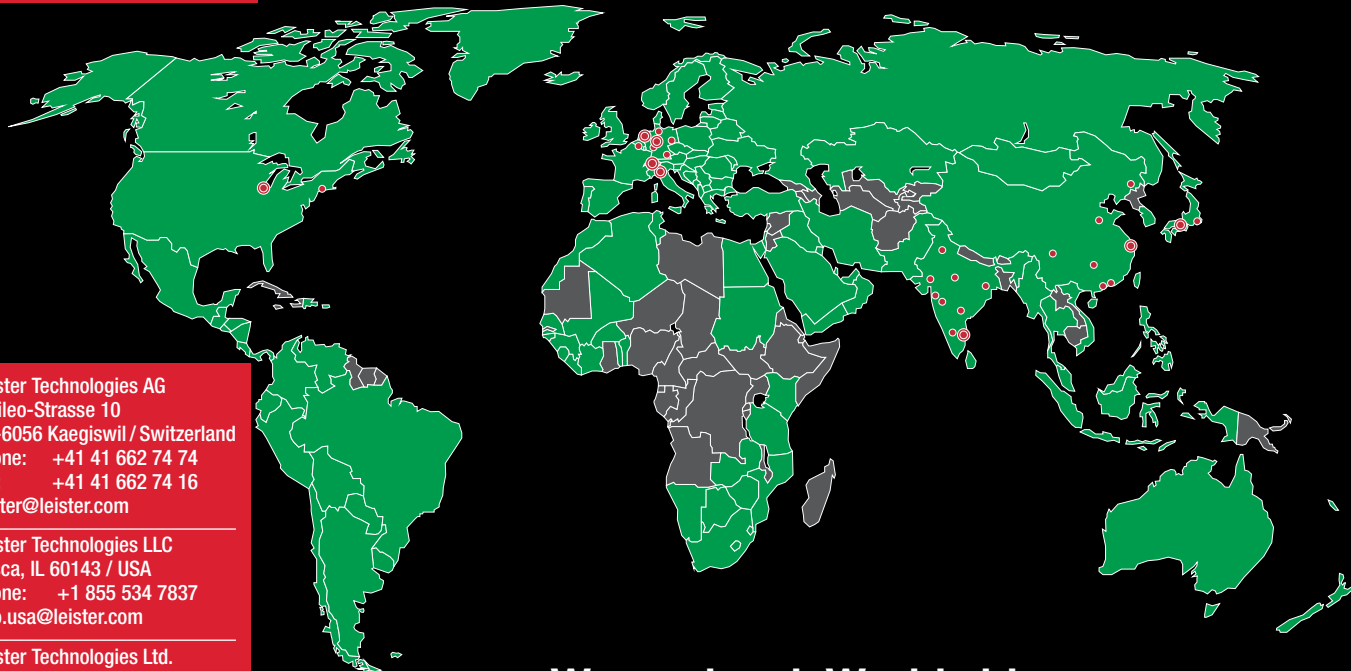 ster Technologies AG
ileo-Strasse 10
-6056 Kaegiswil / Switzerland
one: +41 41 662 74 74
+41 41 662 74 16
ter@leister.com
ster Technologies LLC
sca, IL 60143 / USA
one: +1 855 534 7837
o.usa@leister.com
ster Technologies Ltd.